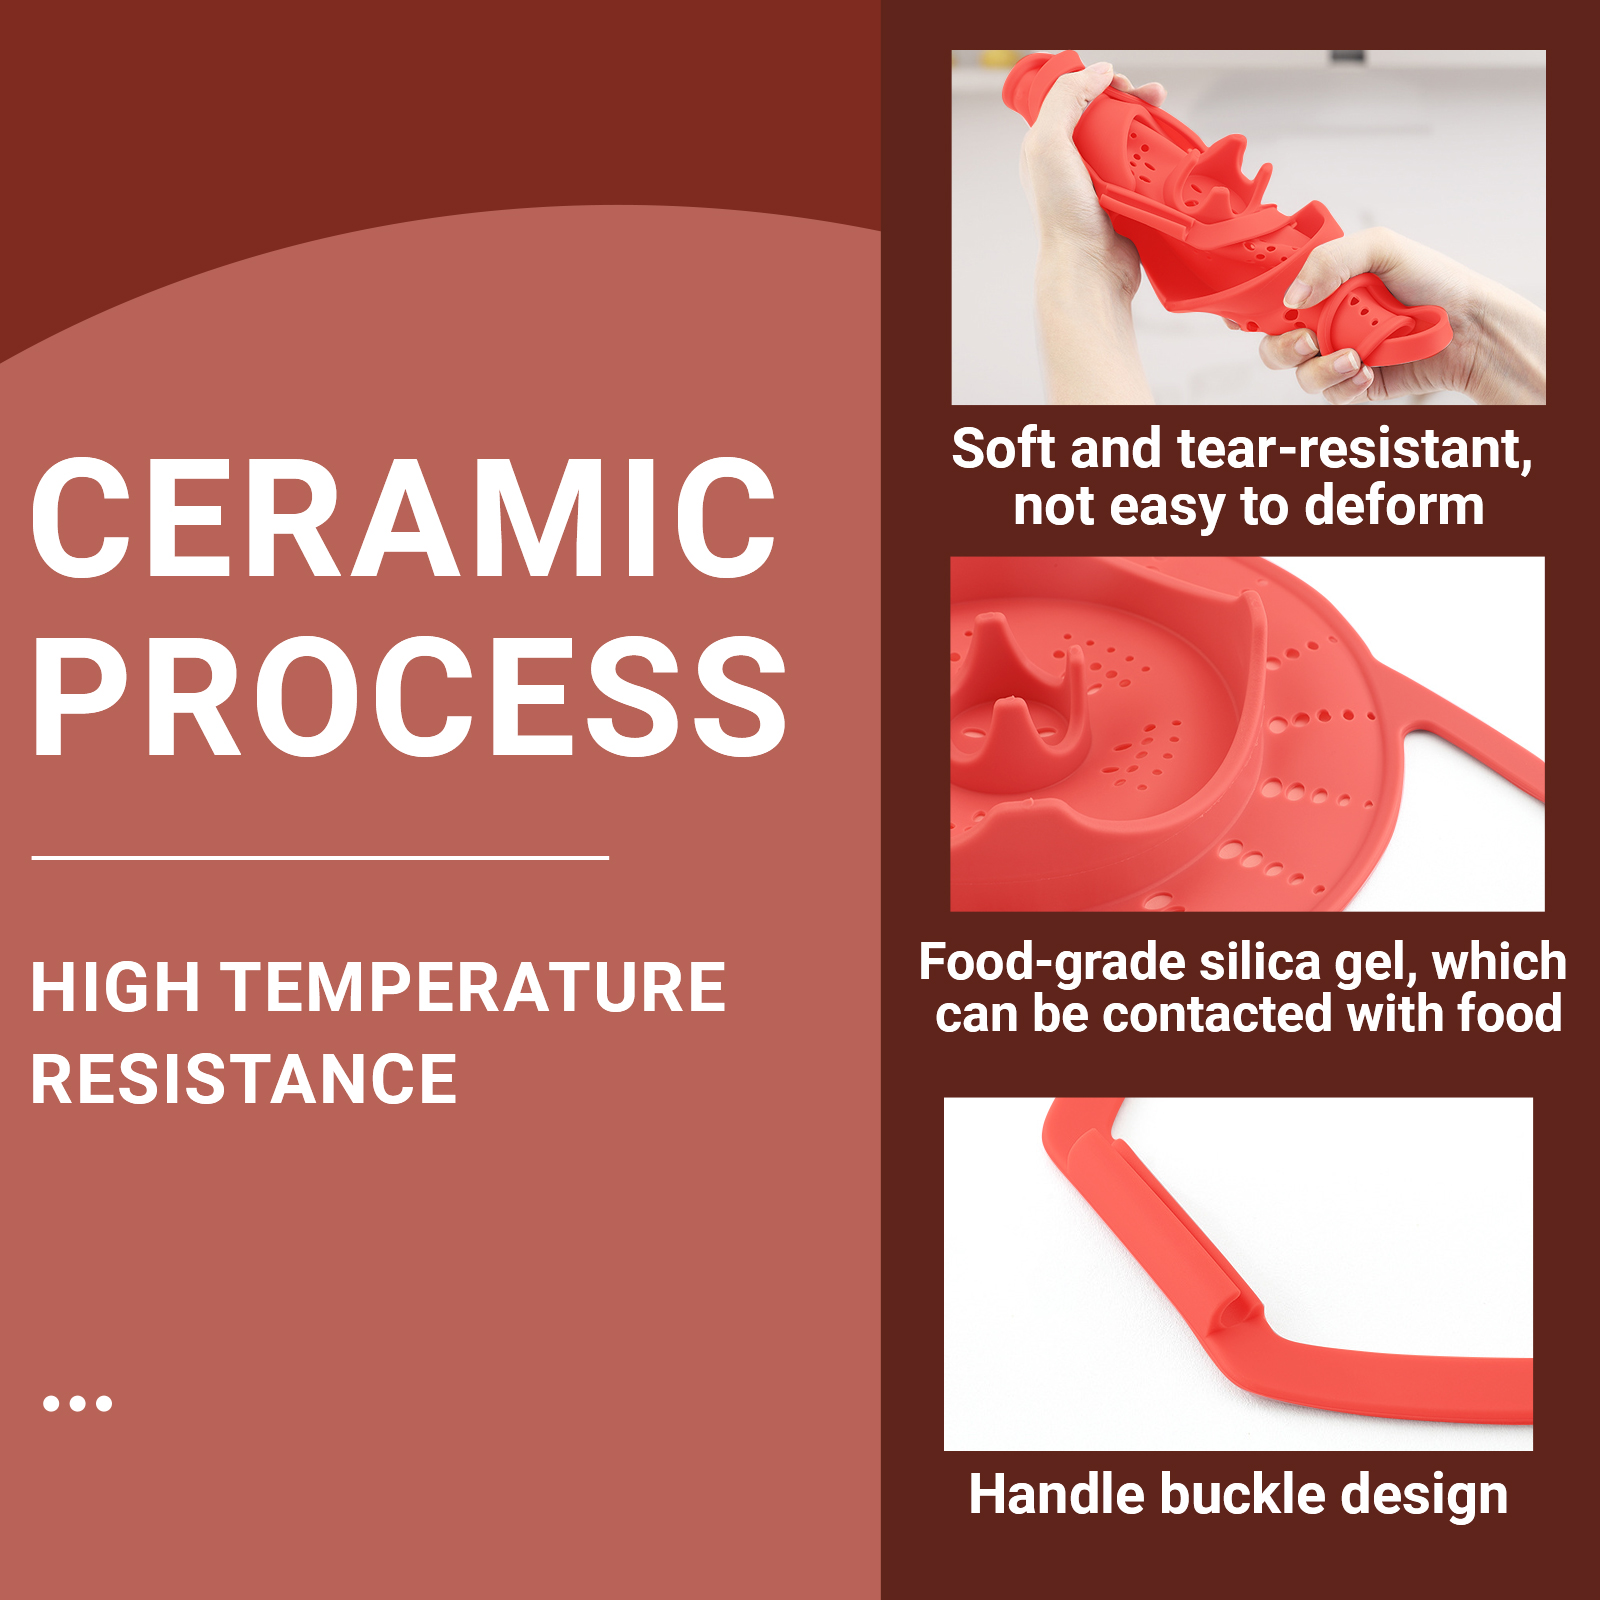 CERAMIC
PROCESS
HIGH TEMPERATURE
RESISTANCE
Soft and tear-resistant,
not easy to deform
Food-grade silica gel, which
can be contacted with food
Handle buckle design